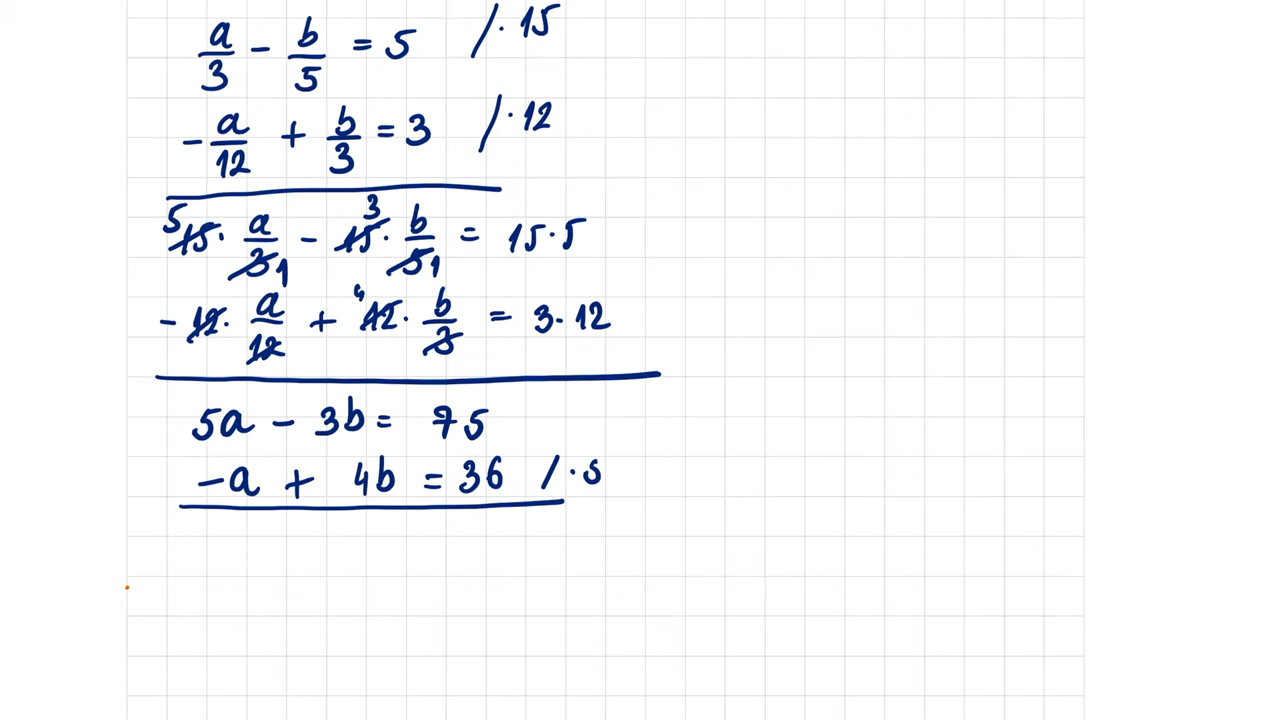 a/3 - b/5 = 5 /·15
-a/12 + b/3 = 3 /·12
5 15· a/3 1 - 3 15· b/5 1 = 15·5
-12· a/12 + 4 12· b/3 = 3·12
5a - 3b = 75
-a + 4b = 36 /·5